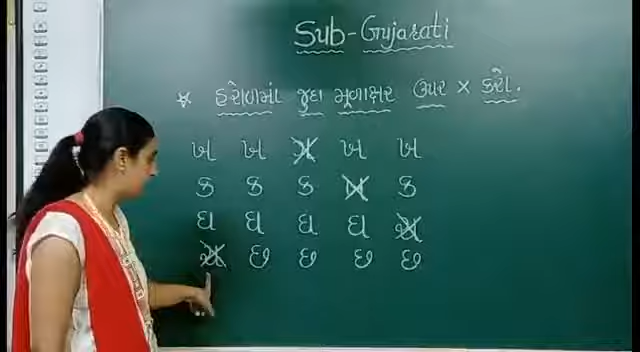 Sub-Gujarati
* હરોળમાં જુદા મૂળાક્ષર ઉપર × કરો.
ખ ખ ખ ખ
ક ક ક ક
ઘ ઘ ઘ ઘ
છ છ છ છ